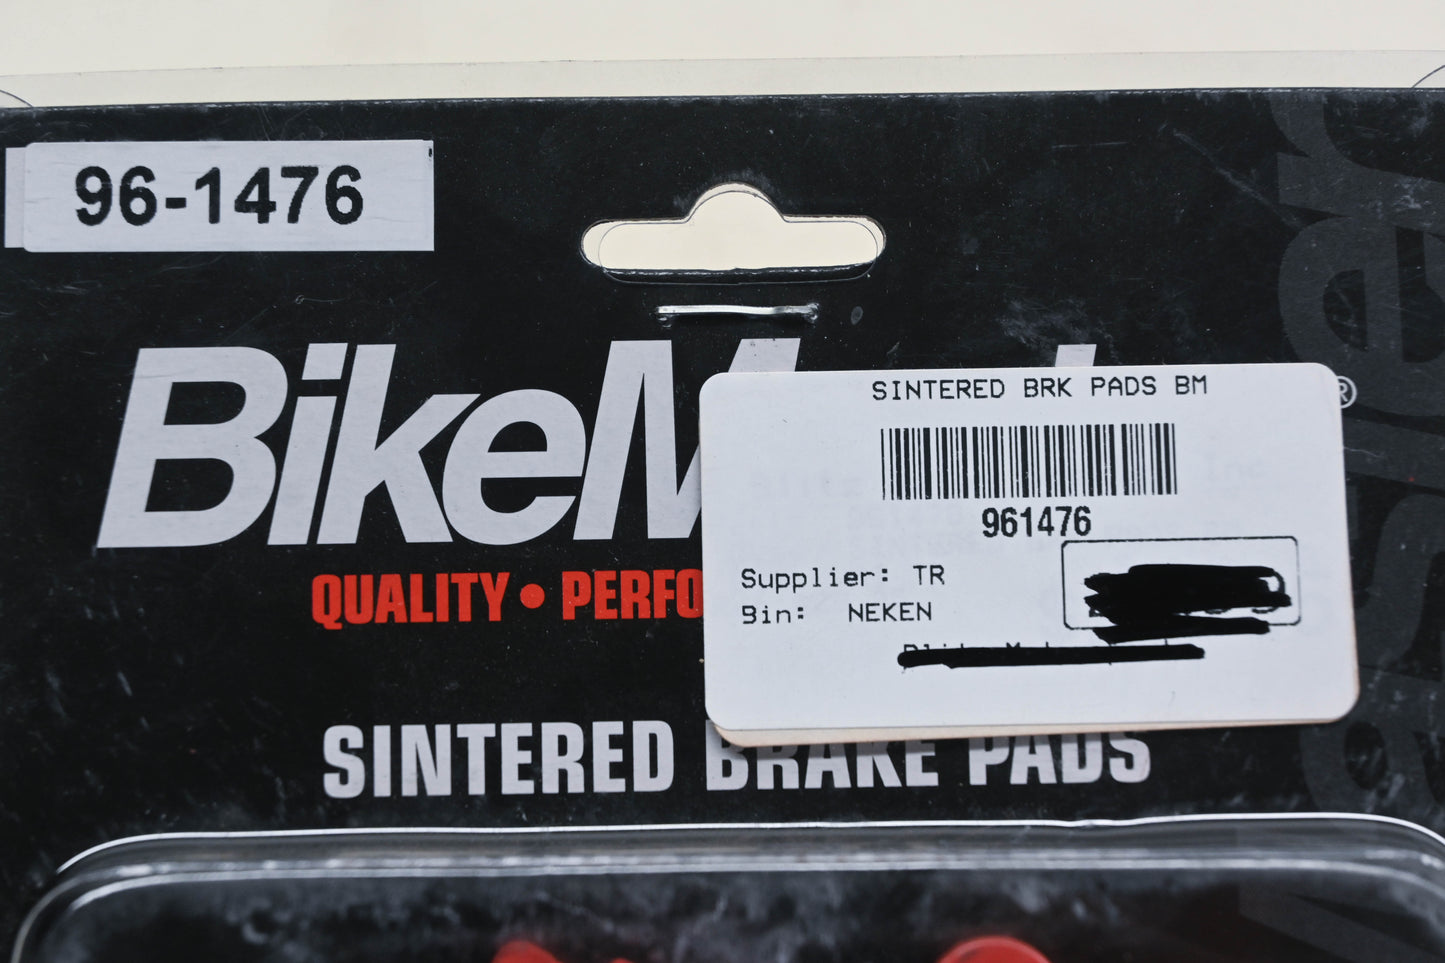 96-1476
BikeM
®
QUALITY • PERFO
SINTERED BRAKE PADS
SINTERED BRK PADS BM
961476
Supplier: TR
Bin: NEKEN